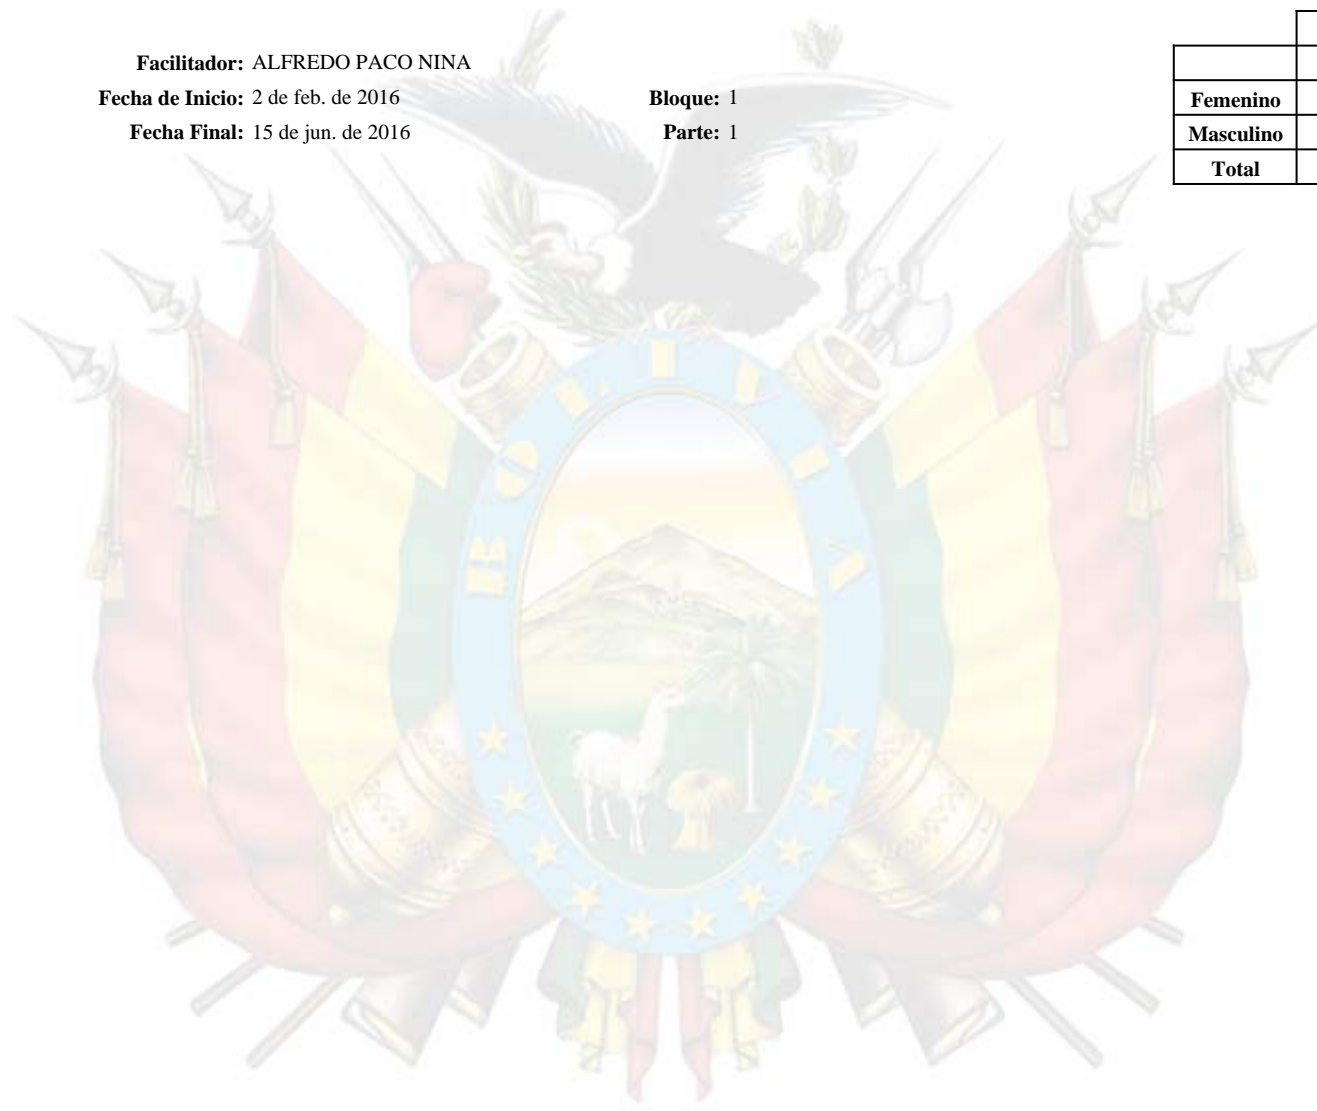 Facilitador: ALFREDO PACO NINA
Fecha de Inicio: 2 de feb. de 2016 Bloque: 1
Fecha Final: 15 de jun. de 2016 Parte: 1
Femenino
Masculino
Total
BOLIVIA